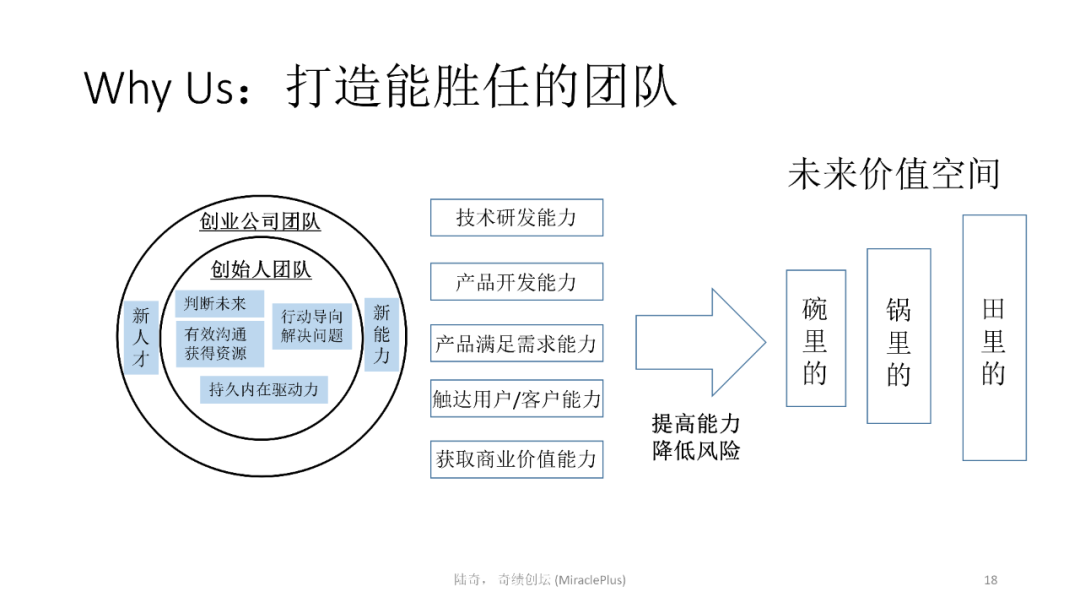 Why Us：打造能胜任的团队
未来价值空间
创业公司团队
创始人团队
判断未来
有效沟通
获得资源
行动导向
解决问题
持久内在驱动力
新人才
新能力
技术研发能力
产品开发能力
产品满足需求能力
触达用户/客户能力
获取商业价值能力
提高能力
降低风险
碗里的
锅里的
田里的
陆奇， 奇绩创坛 (MiraclePlus)
18